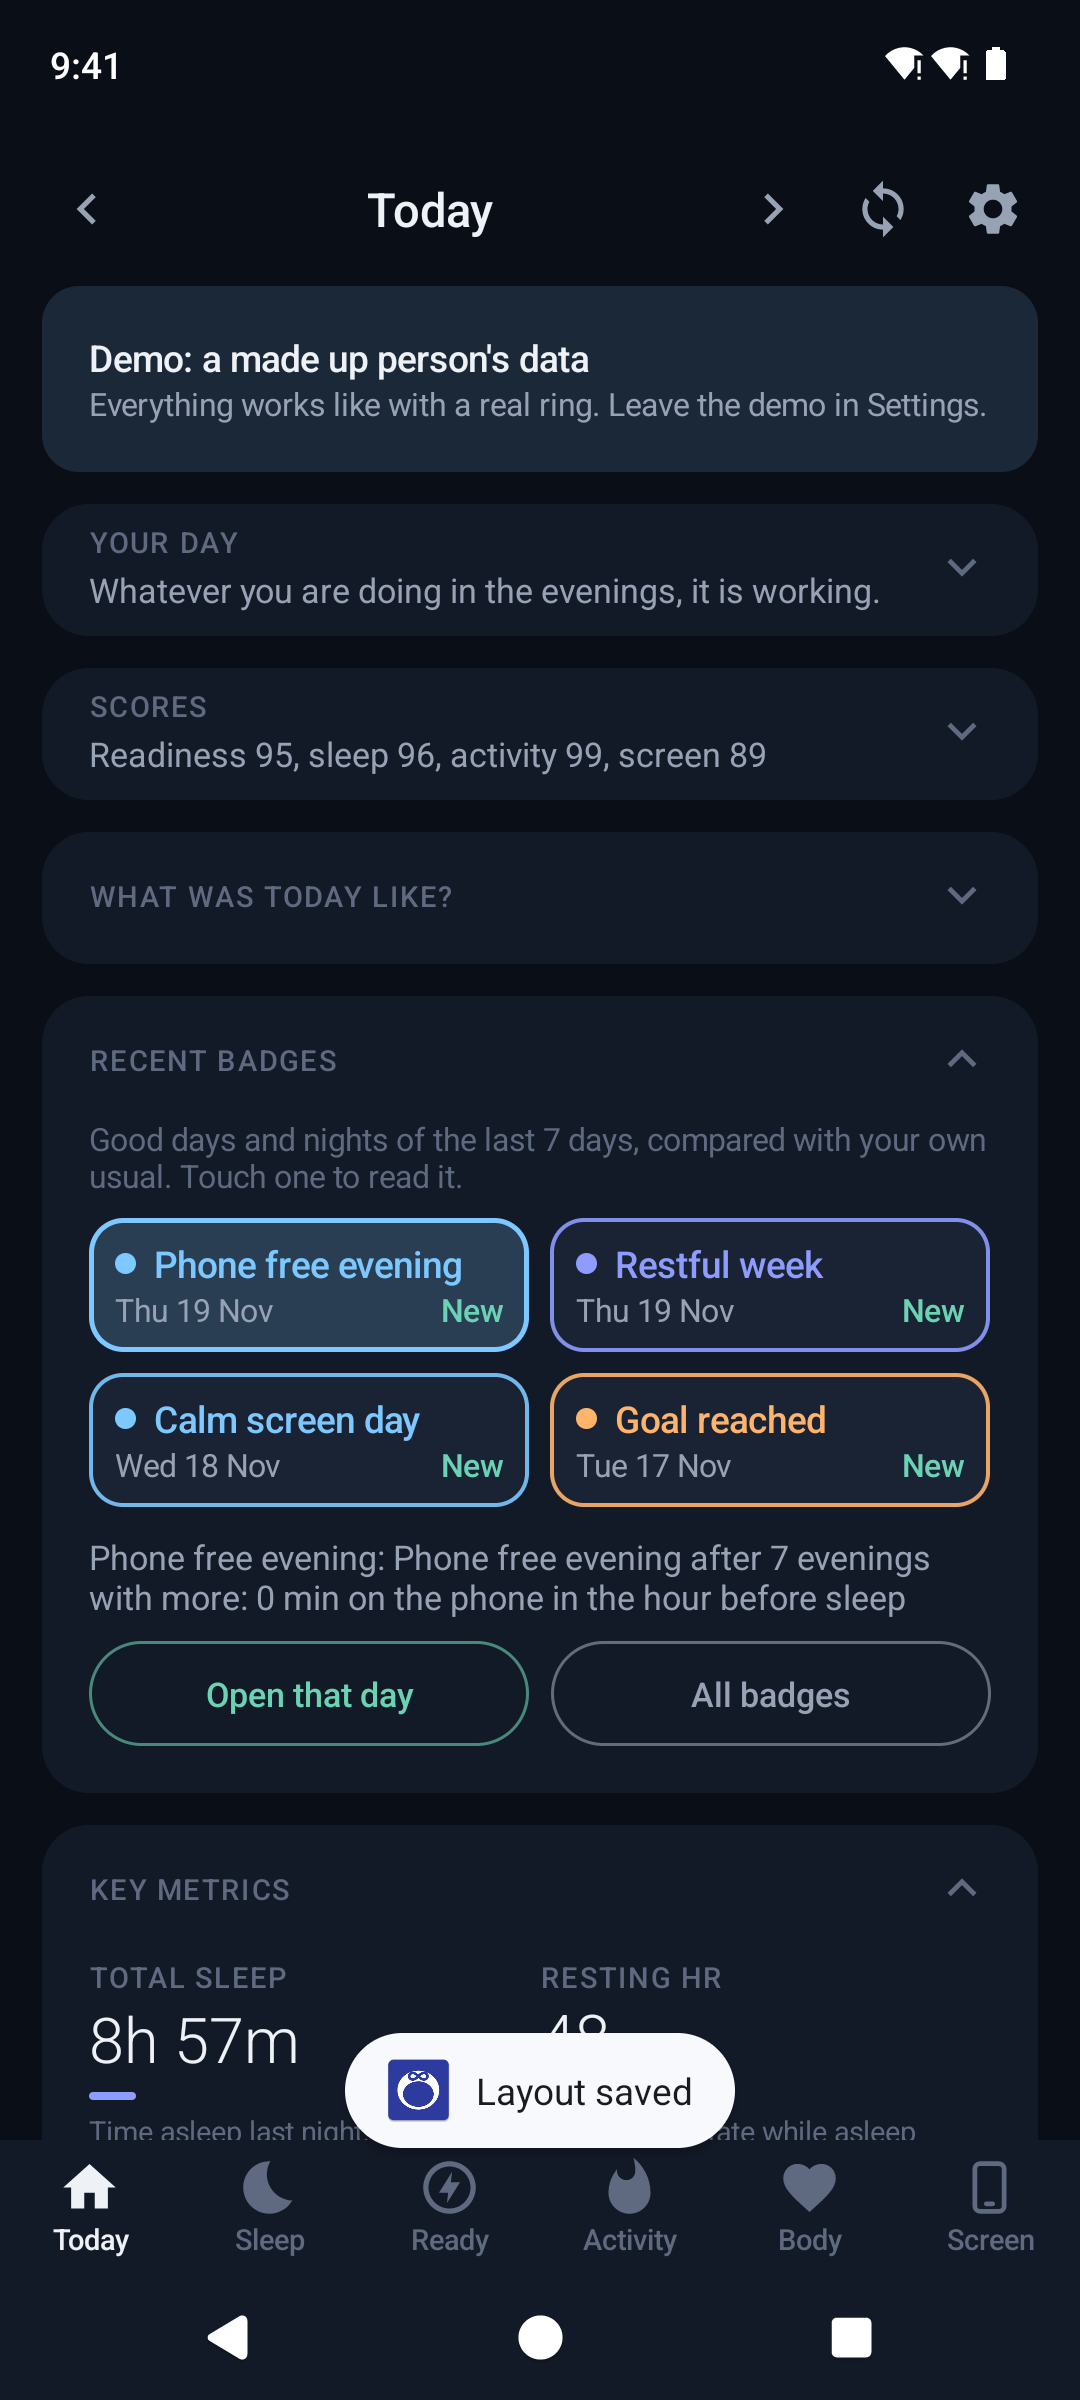 9:41
Today
Demo: a made up person's data
Everything works like with a real ring. Leave the demo in Settings.
YOUR DAY
Whatever you are doing in the evenings, it is working.
SCORES
Readiness 95, sleep 96, activity 99, screen 89
WHAT WAS TODAY LIKE?
RECENT BADGES
Good days and nights of the last 7 days, compared with your own
usual. Touch one to read it.
Phone free evening
Thu 19 Nov New
Restful week
Thu 19 Nov New
Calm screen day
Wed 18 Nov New
Goal reached
Tue 17 Nov New
Phone free evening: Phone free evening after 7 evenings
with more: 0 min on the phone in the hour before sleep
Open that day
All badges
KEY METRICS
TOTAL SLEEP
8h 57m
Time asleep last night
RESTING HR
while asleep
Layout saved
Today
Sleep
Ready
Activity
Body
Screen